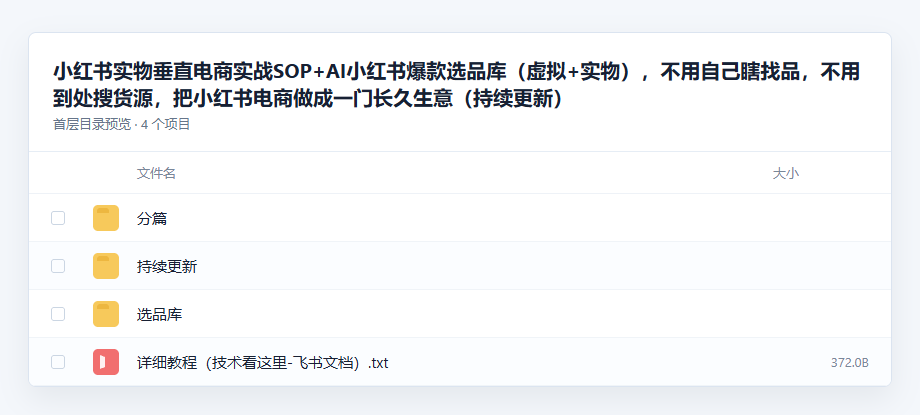 小红书实物垂直电商实战SOP+AI小红书爆款选品库（虚拟+实物），不用自己瞎找品，不用
到处搜货源，把小红书电商做成一门长久生意（持续更新）
首层目录预览 · 4 个项目
文件名 大小
分篇
持续更新
选品库
详细教程（技术看这里-飞书文档）.txt 372.0B